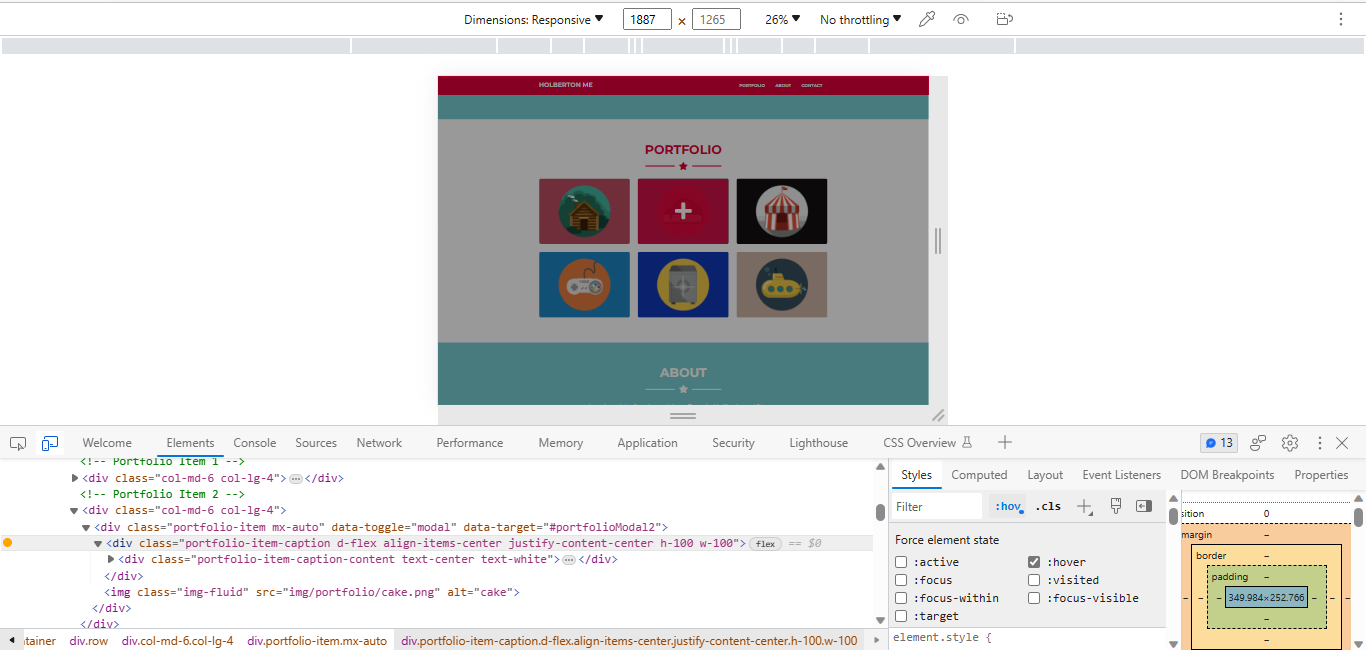 Dimensions: Responsive 1887 × 1265 26% No throttling
HOLBERTON ME PORTFOLIO ABOUT CONTACT
PORTFOLIO
ABOUT
Welcome Elements Console Sources Network Performance Memory Application Security Lighthouse CSS Overview 13
<!-- Portfolio Item 1 -->
<div class="col-md-6 col-lg-4"> ⋯ </div>
<!-- Portfolio Item 2 -->
<div class="col-md-6 col-lg-4">
<div class="portfolio-item mx-auto" data-toggle="modal" data-target="#portfolioModal2">
<div class="portfolio-item-caption d-flex align-items-center justify-content-center h-100 w-100"> flex == $0
<div class="portfolio-item-caption-content text-center text-white"> ⋯ </div>
</div>
<img class="img-fluid" src="img/portfolio/cake.png" alt="cake">
</div>
</div>
ntainer div.row div.col-md-6.col-lg-4 div.portfolio-item.mx-auto div.portfolio-item-caption.d-flex.align-items-center.justify-content-center.h-100.w-100
Styles Computed Layout Event Listeners DOM Breakpoints Properties
Filter :hov .cls
Force element state
:active :hover
:focus :visited
:focus-within :focus-visible
:target
element.style {
sition 0
margin –
border –
padding –
– – – 349.984×252.766 – – –
–
–